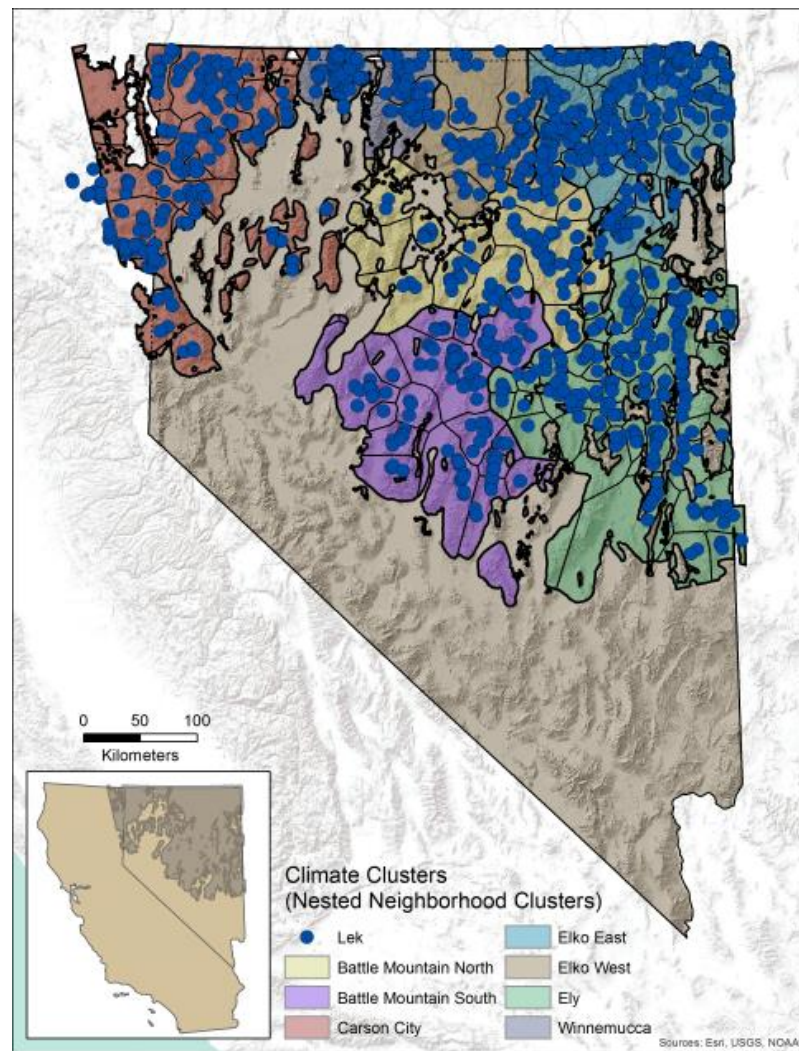 0 50 100
Kilometers
Climate Clusters
(Nested Neighborhood Clusters)
Lek
Battle Mountain North
Battle Mountain South
Carson City
Elko East
Elko West
Ely
Winnemucca
Sources: Esri, USGS, NOAA